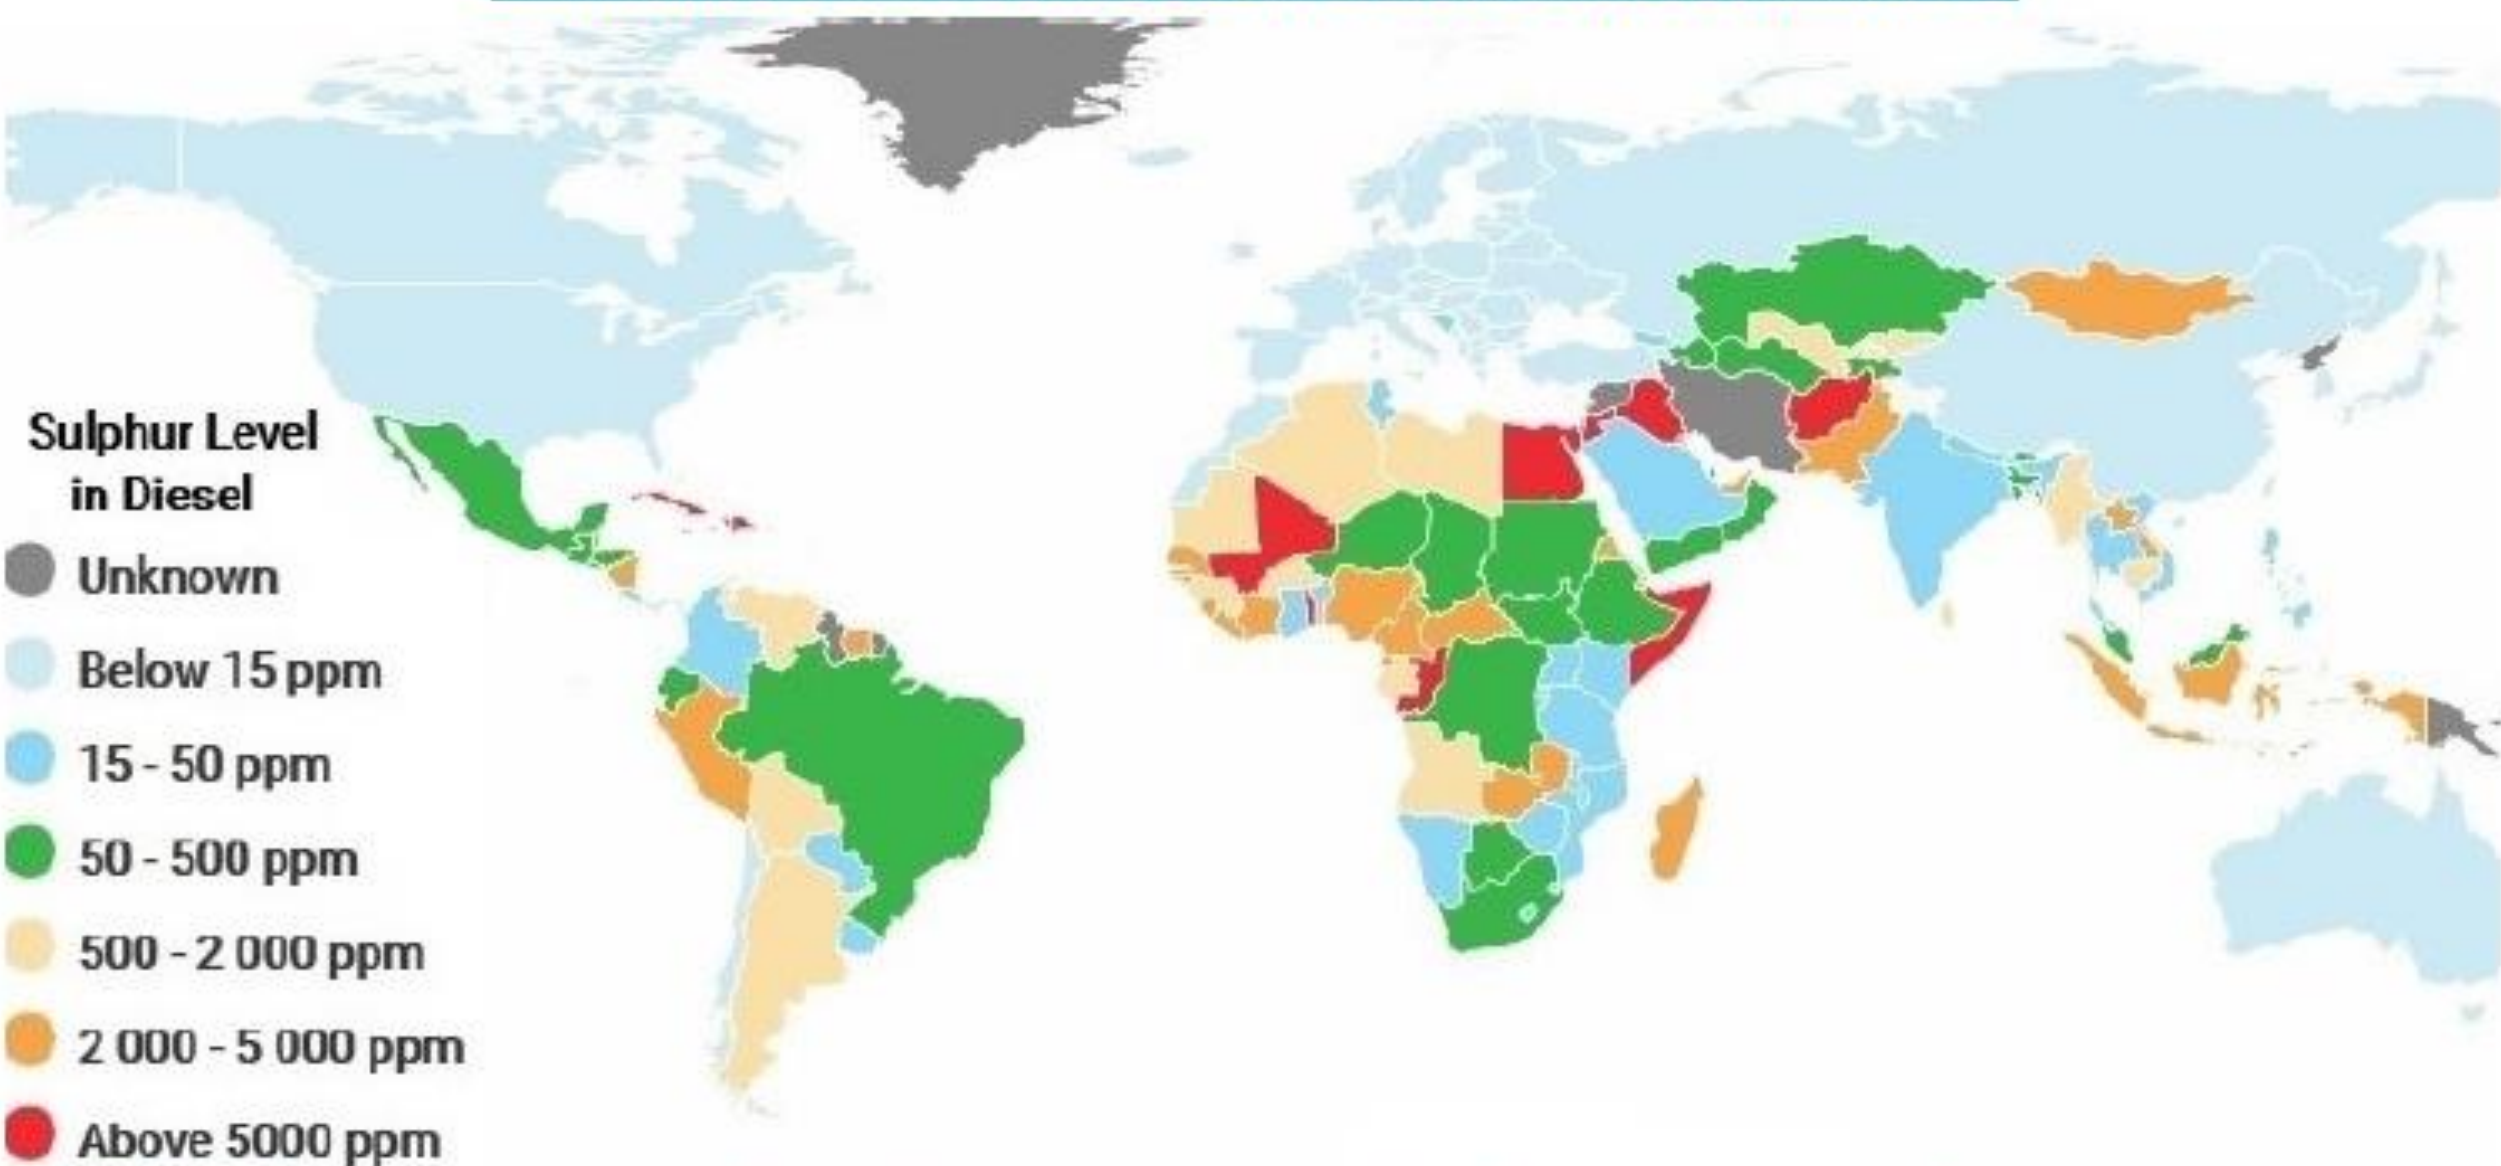 Sulphur Level
in Diesel
Unknown
Below 15 ppm
15 - 50 ppm
50 - 500 ppm
500 - 2 000 ppm
2 000 - 5 000 ppm
Above 5000 ppm